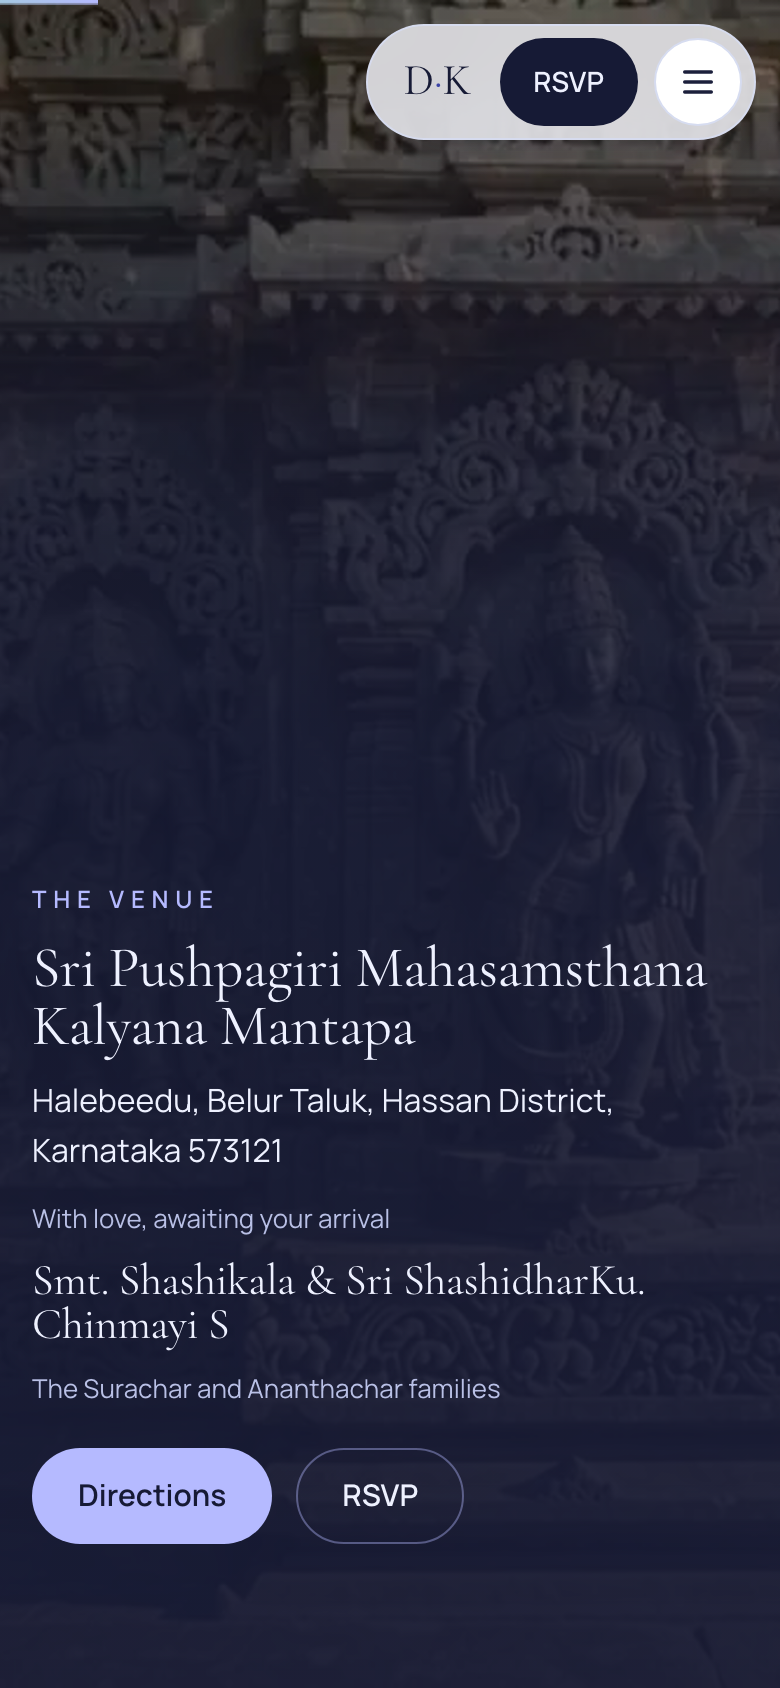 D·K
RSVP
THE VENUE
Sri Pushpagiri Mahasamsthana
Kalyana Mantapa
Halebeedu, Belur Taluk, Hassan District,
Karnataka 573121
With love, awaiting your arrival
Smt. Shashikala & Sri ShashidharKu.
Chinmayi S
The Surachar and Ananthachar families
Directions
RSVP